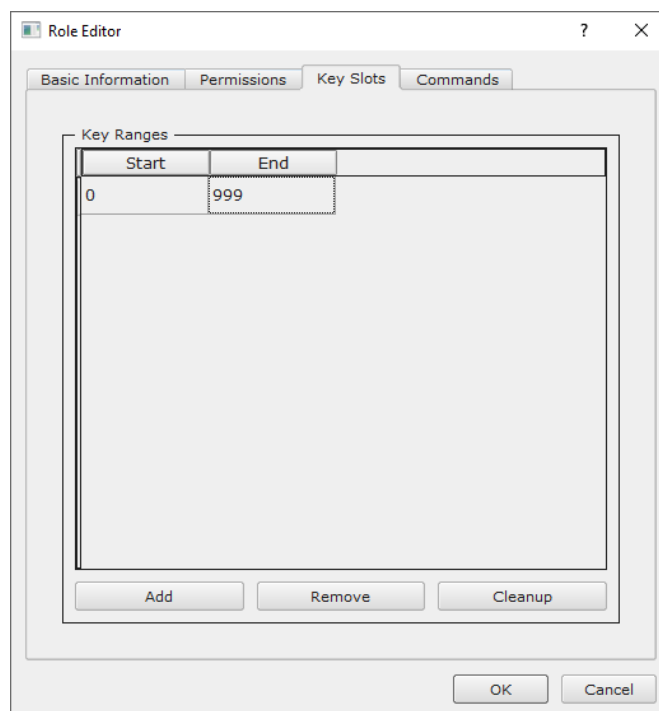 Role Editor ?
Basic Information Permissions Key Slots Commands
Key Ranges
Start End
0 999
Add Remove Cleanup
OK Cancel